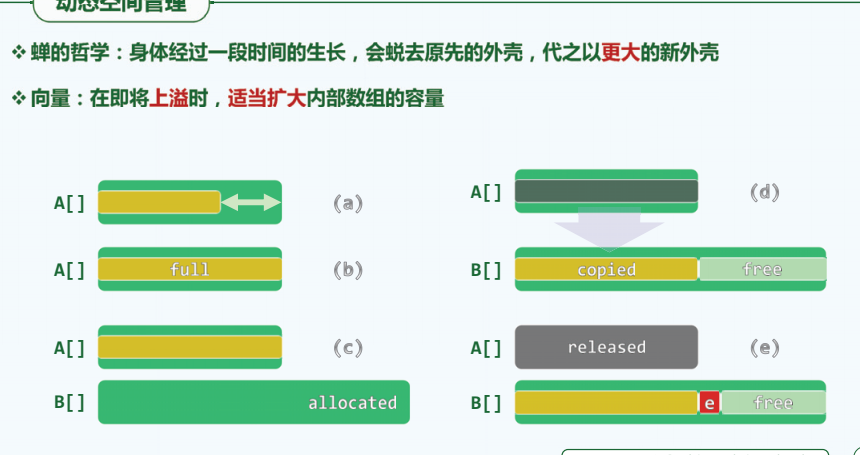 动态空间管理
❖ 蝉的哲学：身体经过一段时间的生长，会蜕去原先的外壳，代之以更大的新外壳
❖ 向量：在即将上溢时，适当扩大内部数组的容量
A[] (a)
A[] full (b)
A[] (c)
B[] allocated
A[] (d)
B[] copied free
A[] released (e)
B[] e free